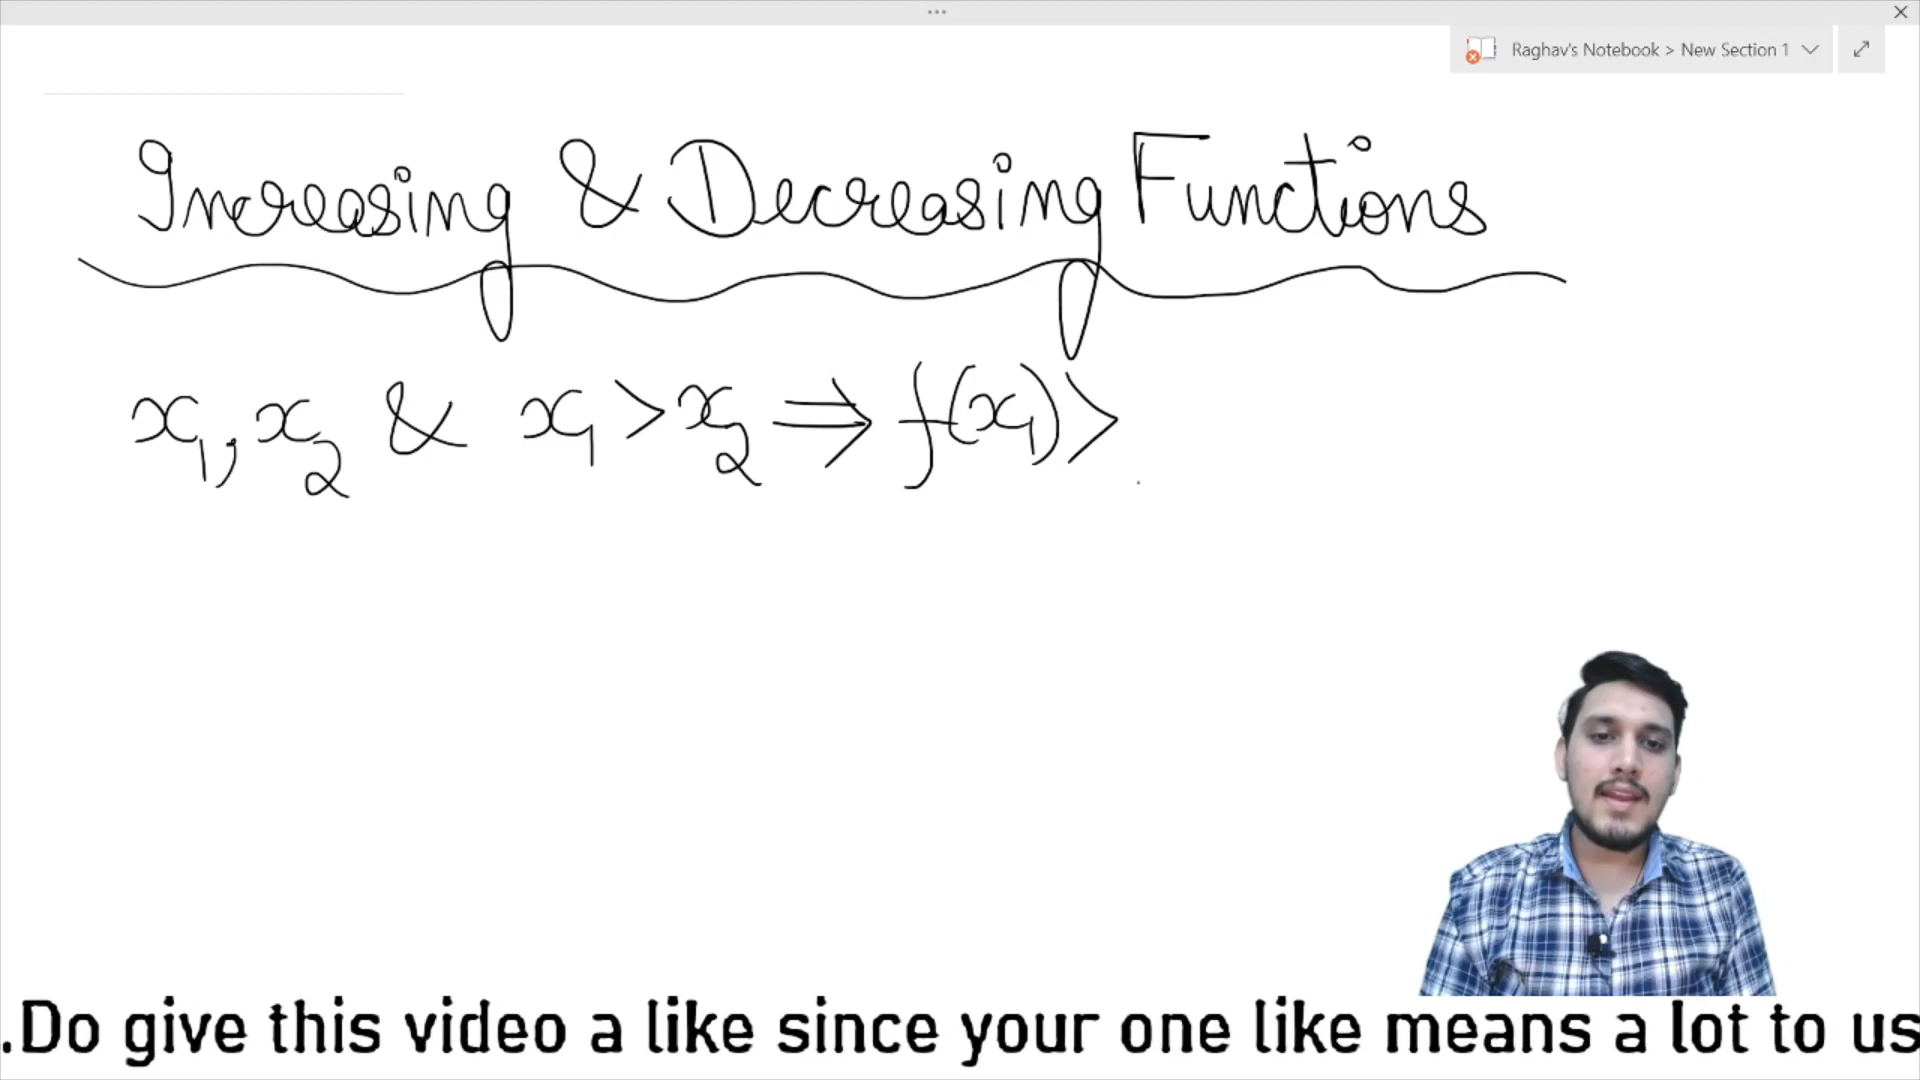 ...
Raghav's Notebook > New Section 1
Increasing & Decreasing Functions
x₁, x₂ & x₁ > x₂ ⇒ f(x₁) >
.Do give this video a like since your one like means a lot to us